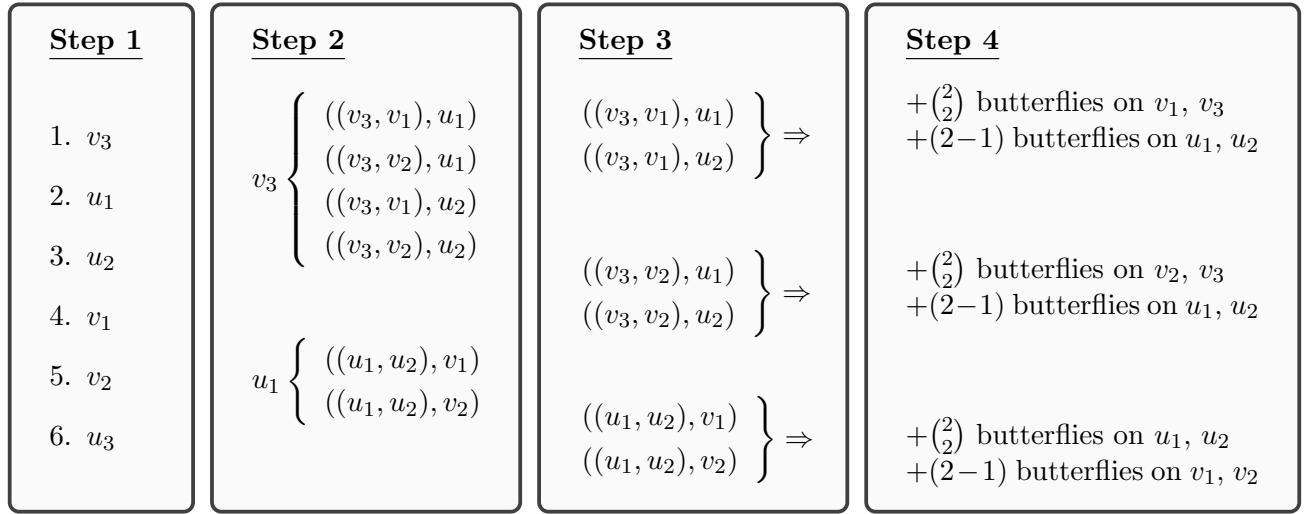 Step 1
1. v₃
2. u₁
3. u₂
4. v₁
5. v₂
6. u₃
Step 2
v₃ { ((v₃, v₁), u₁)
((v₃, v₂), u₁)
((v₃, v₁), u₂)
((v₃, v₂), u₂)
u₁ { ((u₁, u₂), v₁)
((u₁, u₂), v₂)
Step 3
((v₃, v₁), u₁)
((v₃, v₁), u₂) } ⇒
((v₃, v₂), u₁)
((v₃, v₂), u₂) } ⇒
((u₁, u₂), v₁)
((u₁, u₂), v₂) } ⇒
Step 4
+\binom{2}{2} butterflies on v₁, v₃
+(2−1) butterflies on u₁, u₂
+\binom{2}{2} butterflies on v₂, v₃
+(2−1) butterflies on u₁, u₂
+\binom{2}{2} butterflies on u₁, u₂
+(2−1) butterflies on v₁, v₂